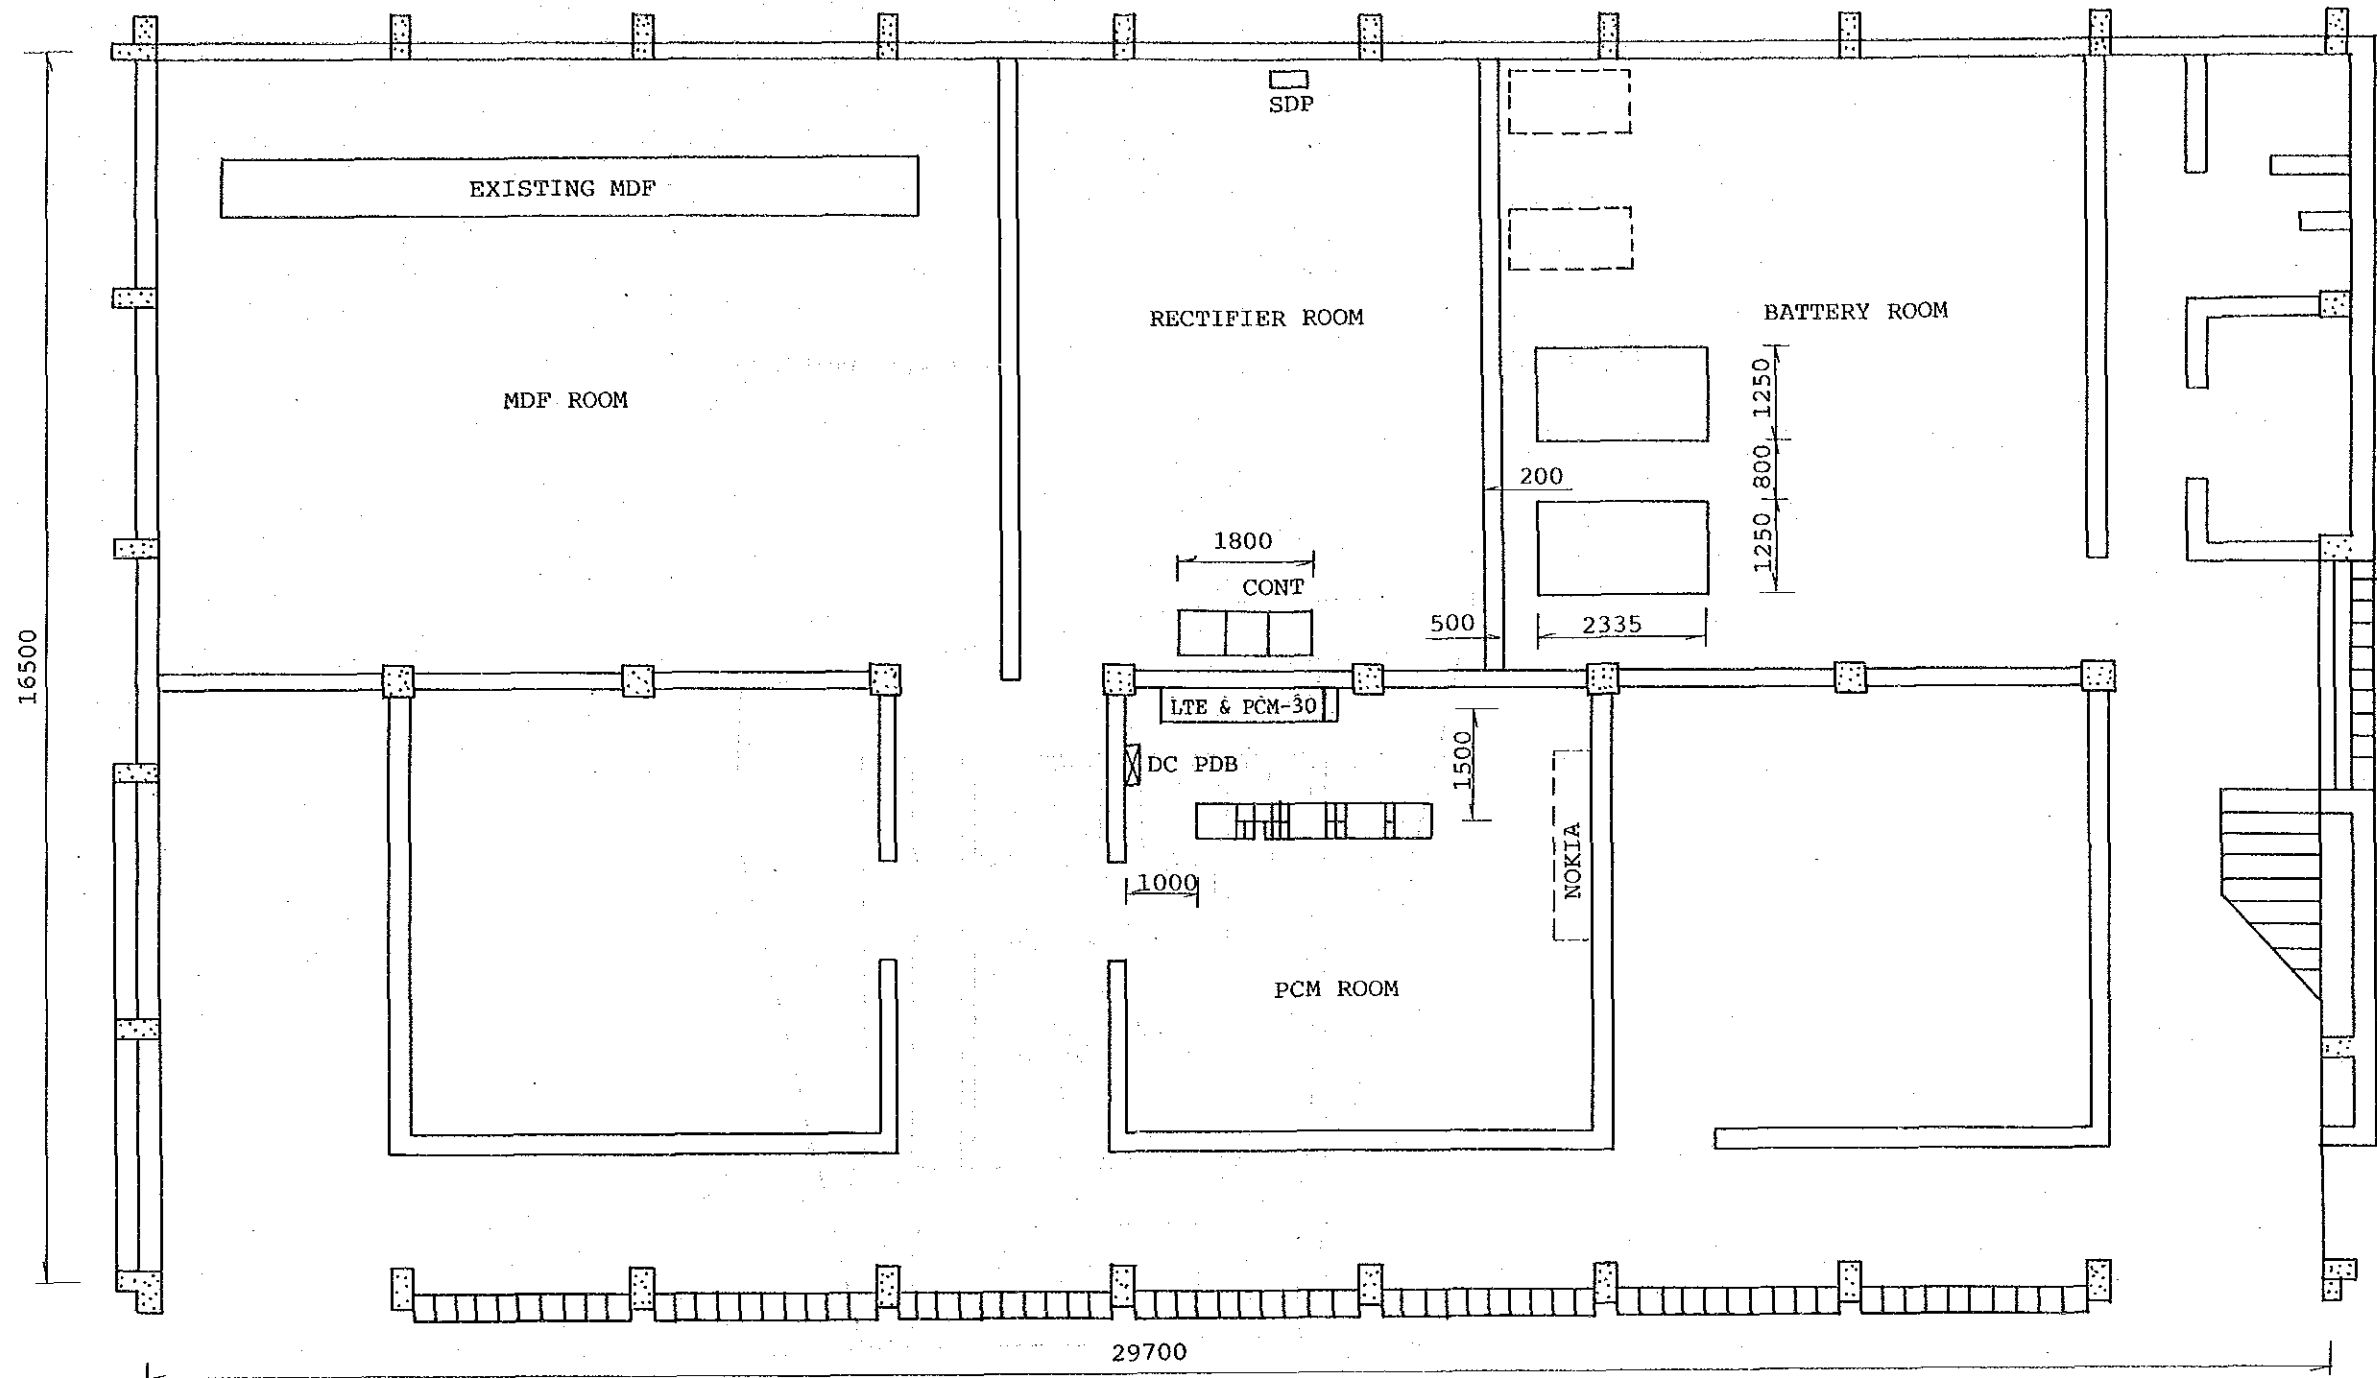 SDP
EXISTING MDF
RECTIFIER ROOM
BATTERY ROOM
MDF ROOM
1250
800
1250
200
1800
CONT
500
2335
16500
LTE & PCM-30
DC PDB
1500
NOKIA
1000
PCM ROOM
29700